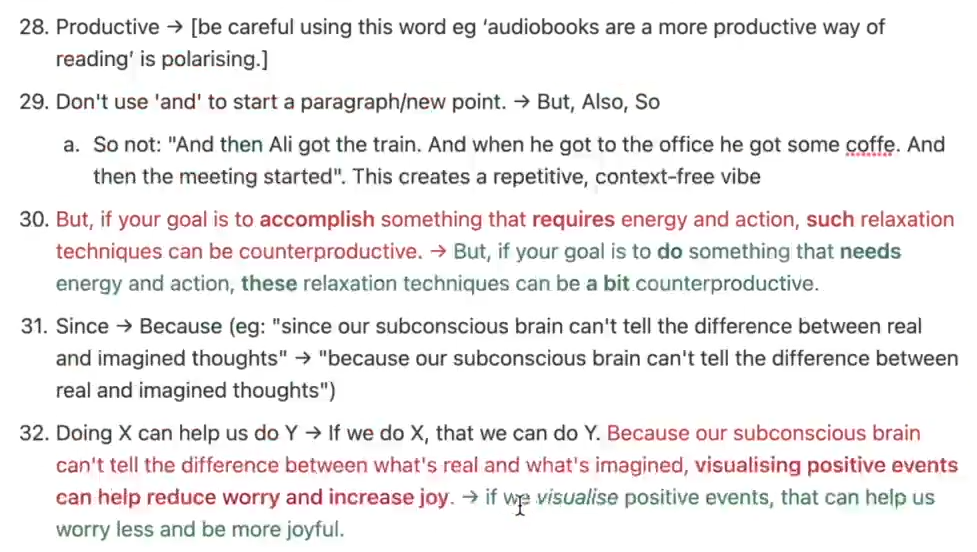 28. Productive → [be careful using this word eg ‘audiobooks are a more productive way of
reading’ is polarising.]
29. Don't use 'and' to start a paragraph/new point. → But, Also, So
a. So not: "And then Ali got the train. And when he got to the office he got some coffe. And
then the meeting started". This creates a repetitive, context-free vibe
30. But, if your goal is to accomplish something that requires energy and action, such relaxation
techniques can be counterproductive. → But, if your goal is to do something that needs
energy and action, these relaxation techniques can be a bit counterproductive.
31. Since → Because (eg: "since our subconscious brain can't tell the difference between real
and imagined thoughts" → "because our subconscious brain can't tell the difference between
real and imagined thoughts")
32. Doing X can help us do Y → If we do X, that we can do Y. Because our subconscious brain
can't tell the difference between what's real and what's imagined, visualising positive events
can help reduce worry and increase joy. → if we visualise positive events, that can help us
worry less and be more joyful.